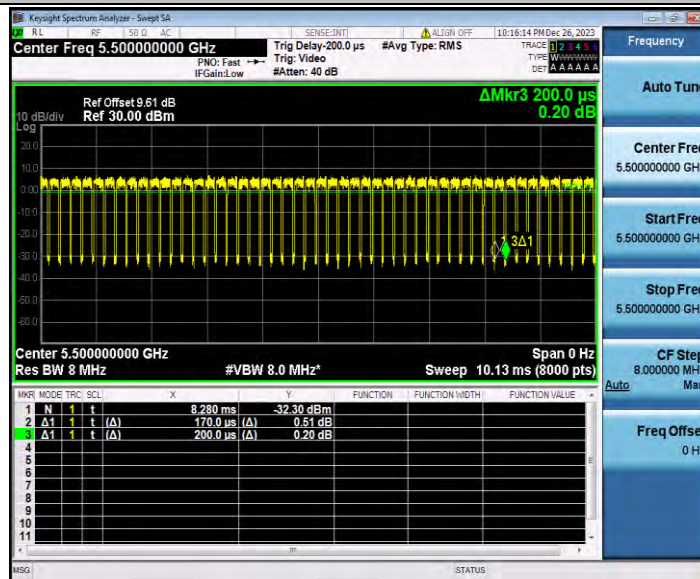 Keysight Spectrum Analyzer - Swept SA
RL RF 50 Ω AC SENSE:INT ALIGN OFF 10:16:14 PM Dec 26, 2023
Center Freq 5.500000000 GHz
PNO: Fast
IFGain:Low
Trig Delay-200.0 µs
Trig: Video
#Atten: 40 dB
#Avg Type: RMS
TRACE 1 2 3 4 5 6
TYPE WWWWWW
DET A A A A A A
Frequency
Auto Tune
Center Freq
5.500000000 GH
Start Freq
5.500000000 GH
Stop Freq
5.500000000 GH
CF Step
8.000000 MH
Auto Ma
Freq Offse
0 H
ΔMkr3 200.0 µs
0.20 dB
Ref Offset 9.61 dB
10 dB/div Ref 30.00 dBm
Log
20.0
10.0
0.00
-10.0
-20.0
-30.0
-40.0
-50.0
-60.0
3Δ1
Center 5.500000000 GHz Span 0 Hz
Res BW 8 MHz #VBW 8.0 MHz* Sweep 10.13 ms (8000 pts)
MKR MODE TRC SCL X Y FUNCTION FUNCTION WIDTH FUNCTION VALUE
1 N 1 t 8.280 ms -32.30 dBm
2 Δ1 1 t (Δ) 170.0 µs (Δ) 0.51 dB
3 Δ1 1 t (Δ) 200.0 µs (Δ) 0.20 dB
4
5
6
7
8
9
10
11
MSG STATUS